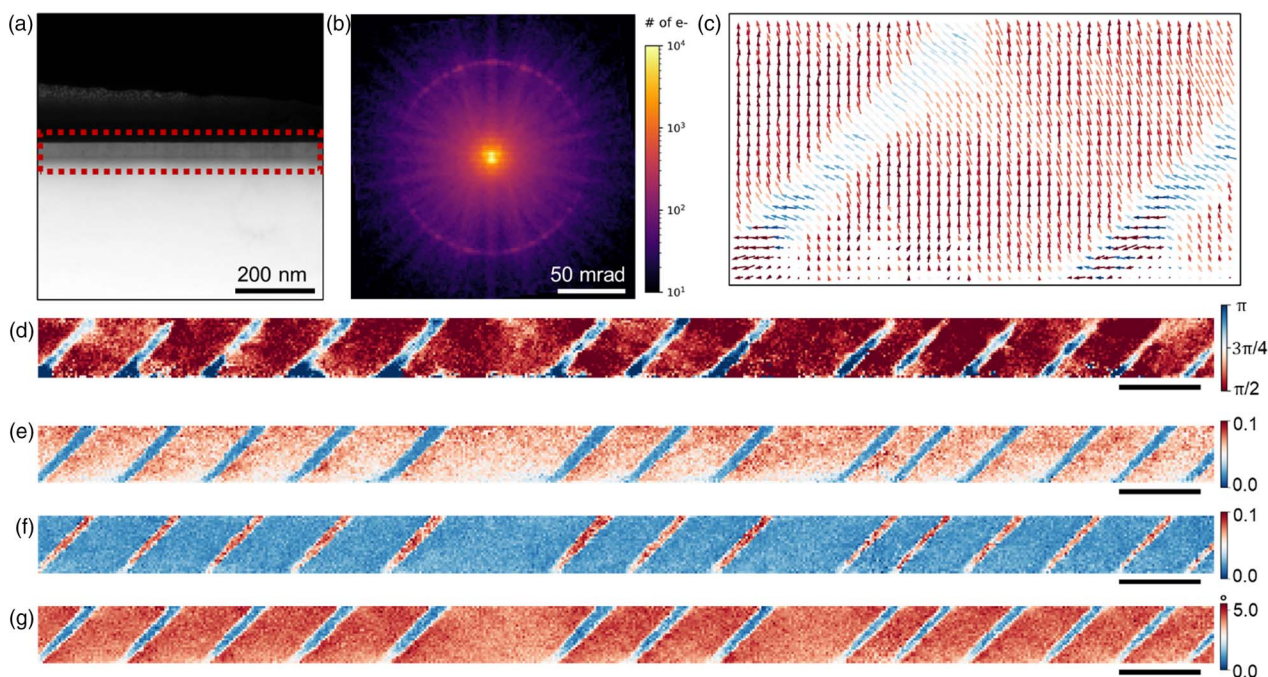 (a)
200 nm
(b)
# of e-
10⁴
10³
10²
10¹
50 mrad
(c)
(d)
π
3π/4
π/2
(e)
0.1
0.0
(f)
0.1
0.0
(g)
°
5.0
0.0